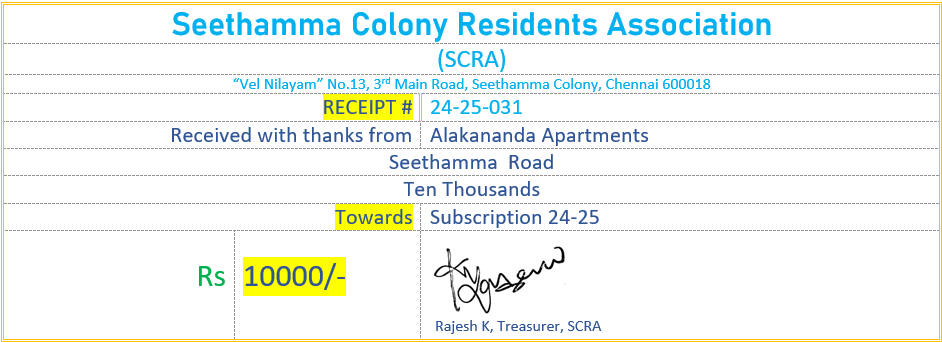 Seethamma Colony Residents Association
(SCRA)
“Vel Nilayam” No.13, 3rd Main Road, Seethamma Colony, Chennai 600018
RECEIPT # 24-25-031
Received with thanks from Alakananda Apartments
Seethamma Road
Ten Thousands
Towards Subscription 24-25
Rs 10000/-
Rajesh K, Treasurer, SCRA